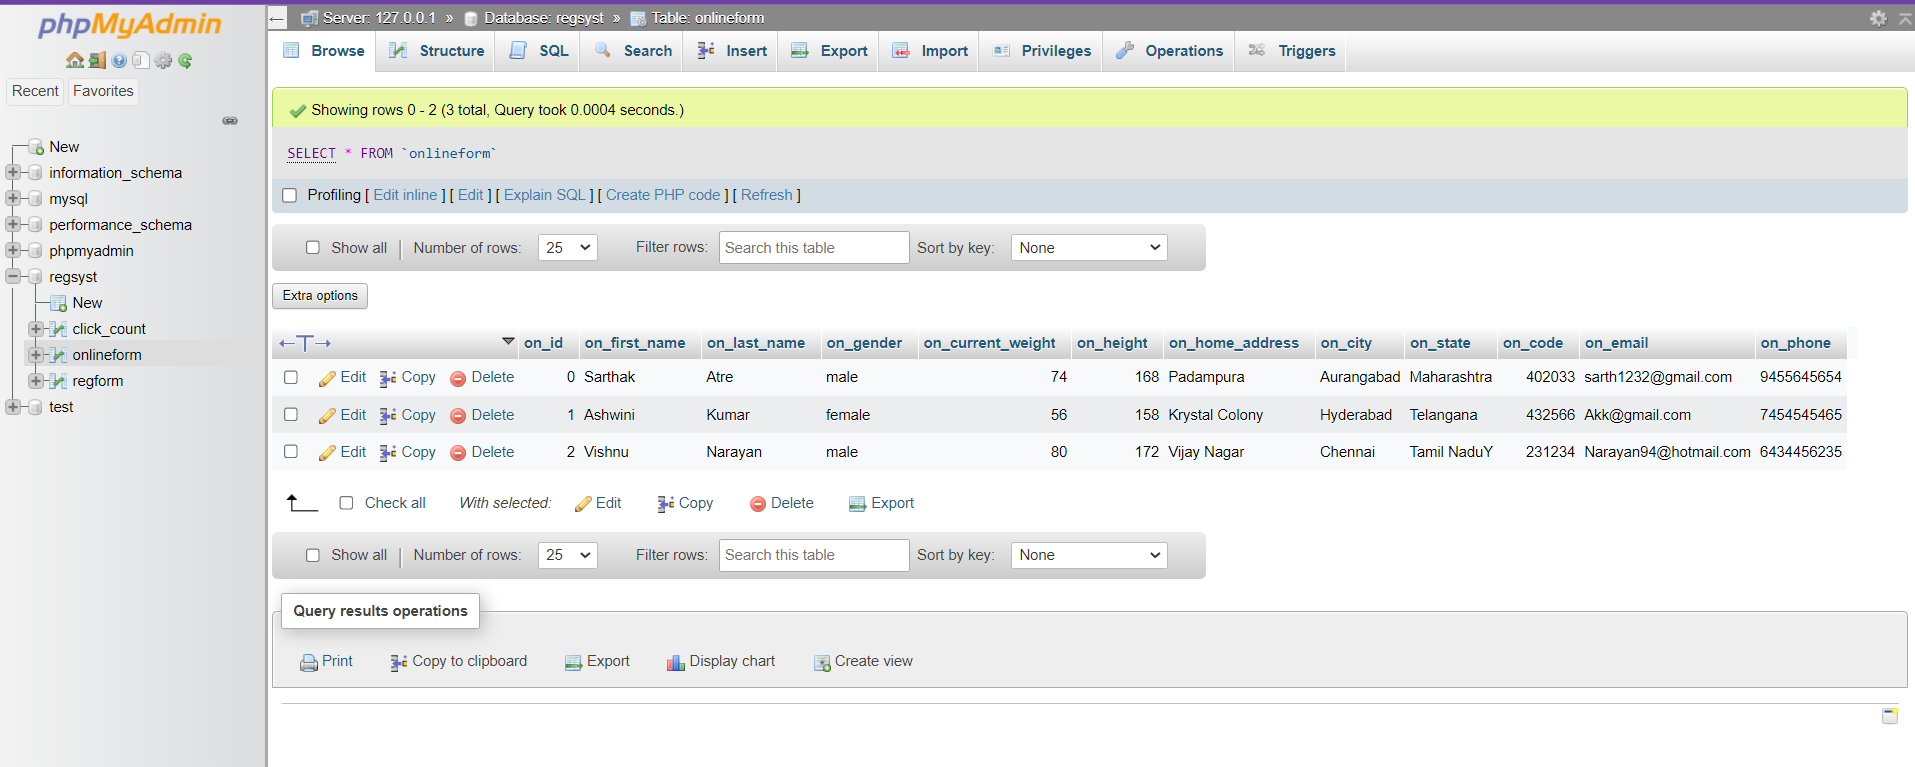 phpMyAdmin
Recent Favorites
New
information_schema
mysql
performance_schema
phpmyadmin
regsyst
New
click_count
onlineform
regform
test
Server: 127.0.0.1 » Database: regsyst » Table: onlineform
Browse Structure SQL Search Insert Export Import Privileges Operations Triggers
Showing rows 0 - 2 (3 total, Query took 0.0004 seconds.)
SELECT * FROM `onlineform`
Profiling [ Edit inline ] [ Edit ] [ Explain SQL ] [ Create PHP code ] [ Refresh ]
Show all | Number of rows: 25 Filter rows: Search this table Sort by key: None
Extra options
←T→ on_id on_first_name on_last_name on_gender on_current_weight on_height on_home_address on_city on_state on_code on_email on_phone
Edit Copy Delete 0 Sarthak Atre male 74 168 Padampura Aurangabad Maharashtra 402033 sarth1232@gmail.com 9455645654
Edit Copy Delete 1 Ashwini Kumar female 56 158 Krystal Colony Hyderabad Telangana 432566 Akk@gmail.com 7454545465
Edit Copy Delete 2 Vishnu Narayan male 80 172 Vijay Nagar Chennai Tamil NaduY 231234 Narayan94@hotmail.com 6434456235
Check all With selected: Edit Copy Delete Export
Show all | Number of rows: 25 Filter rows: Search this table Sort by key: None
Query results operations
Print Copy to clipboard Export Display chart Create view